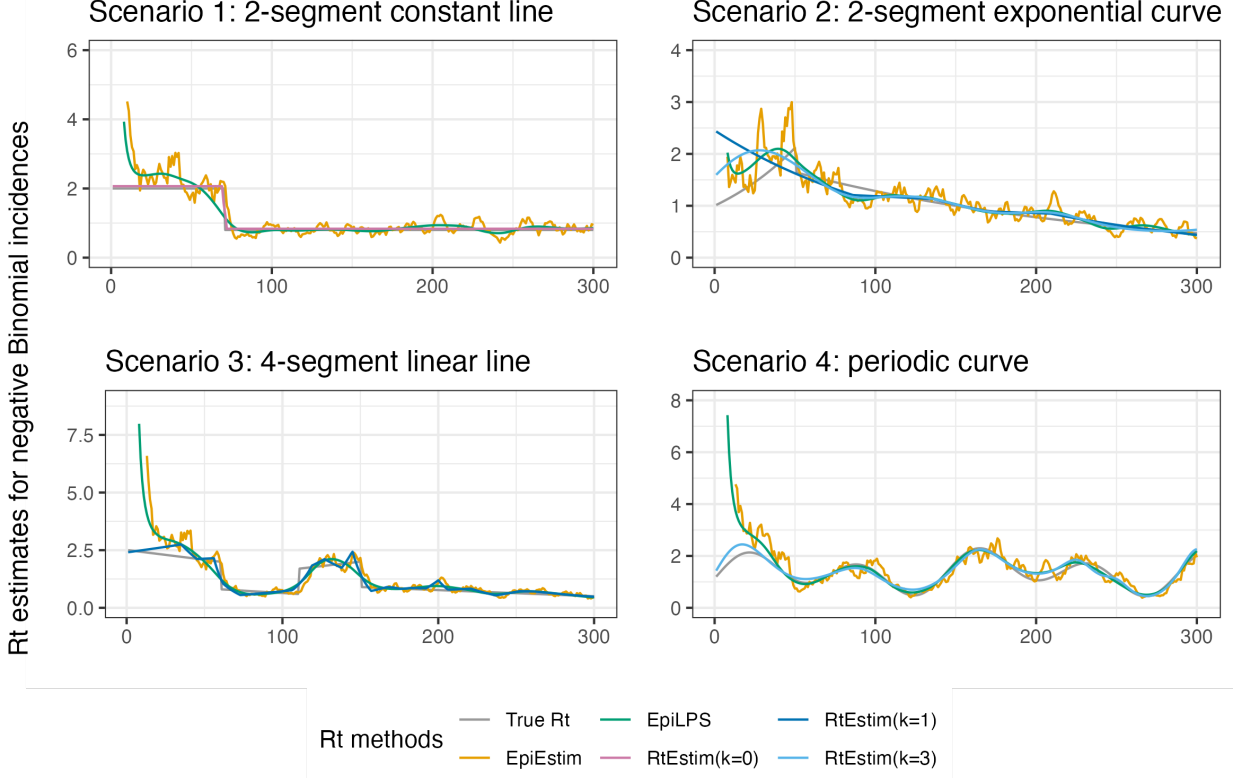 Scenario 1: 2-segment constant line
Scenario 2: 2-segment exponential curve
Rt estimates for negative Binomial incidences
6
4
2
0
0 100 200 300
4
3
2
1
0
0 100 200 300
Scenario 3: 4-segment linear line
Scenario 4: periodic curve
7.5
5.0
2.5
0.0
0 100 200 300
8
6
4
2
0
0 100 200 300
Rt methods
True Rt EpiLPS RtEstim(k=1)
EpiEstim RtEstim(k=0) RtEstim(k=3)